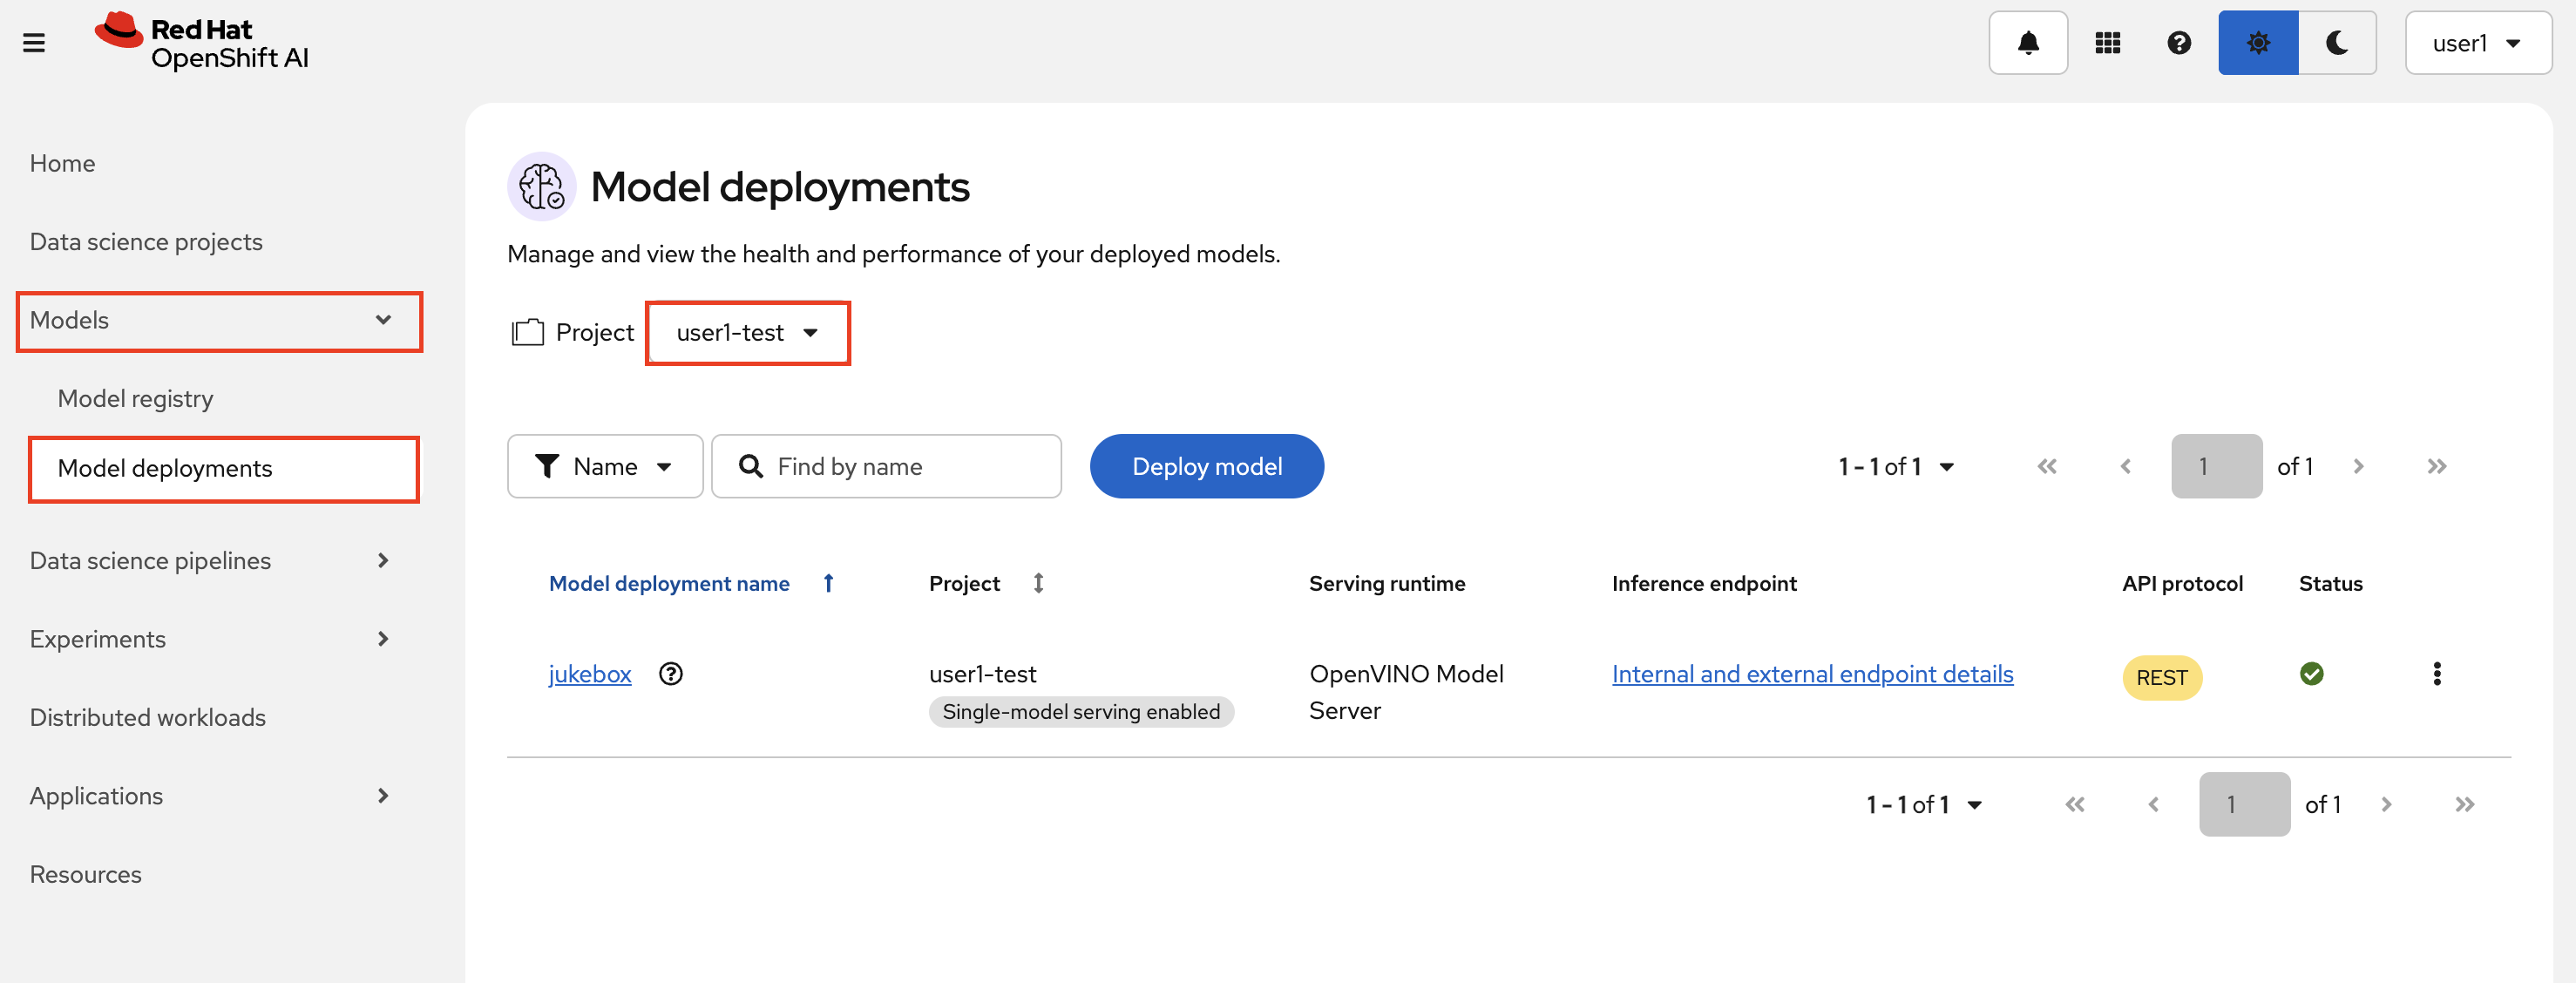 Red Hat
OpenShift AI
user1
Home
Data science projects
Models
Model registry
Model deployments
Data science pipelines
Experiments
Distributed workloads
Applications
Resources
Model deployments
Manage and view the health and performance of your deployed models.
Project user1-test
Name Find by name Deploy model 1 - 1 of 1 1 of 1
Model deployment name Project Serving runtime Inference endpoint API protocol Status
jukebox user1-test OpenVINO Model Internal and external endpoint details REST
Single-model serving enabled Server
1 - 1 of 1 1 of 1